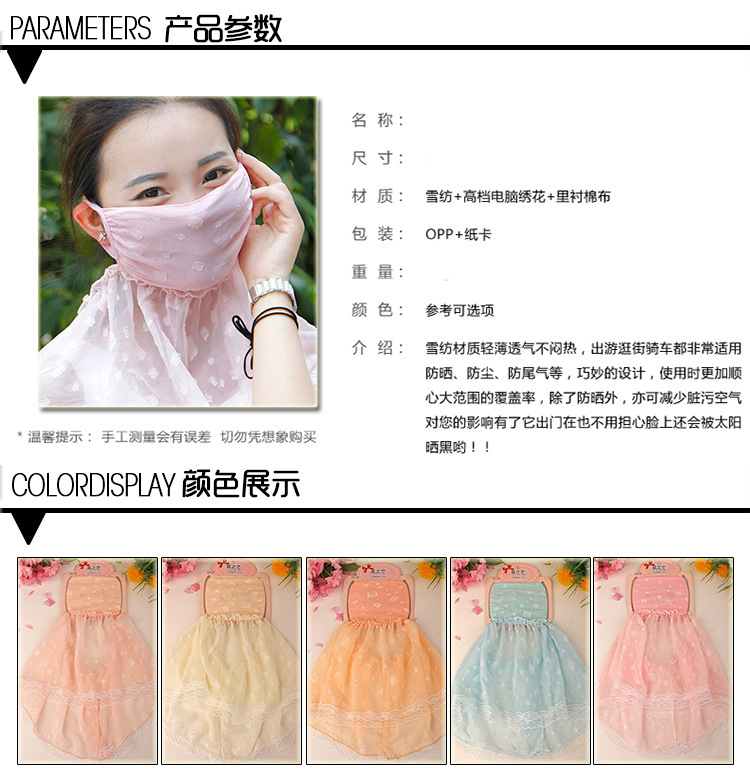 PARAMETERS 产品参数
名 称：
尺 寸：
材 质： 雪纺+高档电脑绣花+里衬棉布
包 装： OPP+纸卡
重 量：
颜 色： 参考可选项
介 绍： 雪纺材质轻薄透气不闷热，出游逛街骑车都非常适用
防晒、防尘、防尾气等，巧妙的设计，使用时更加顺
心大范围的覆盖率，除了防晒外，亦可减少脏污空气
对您的影响有了它出门在也不用担心脸上还会被太阳
晒黑哟！！
* 温馨提示： 手工测量会有误差 切勿凭想象购买
COLORDISPLAY 颜色展示